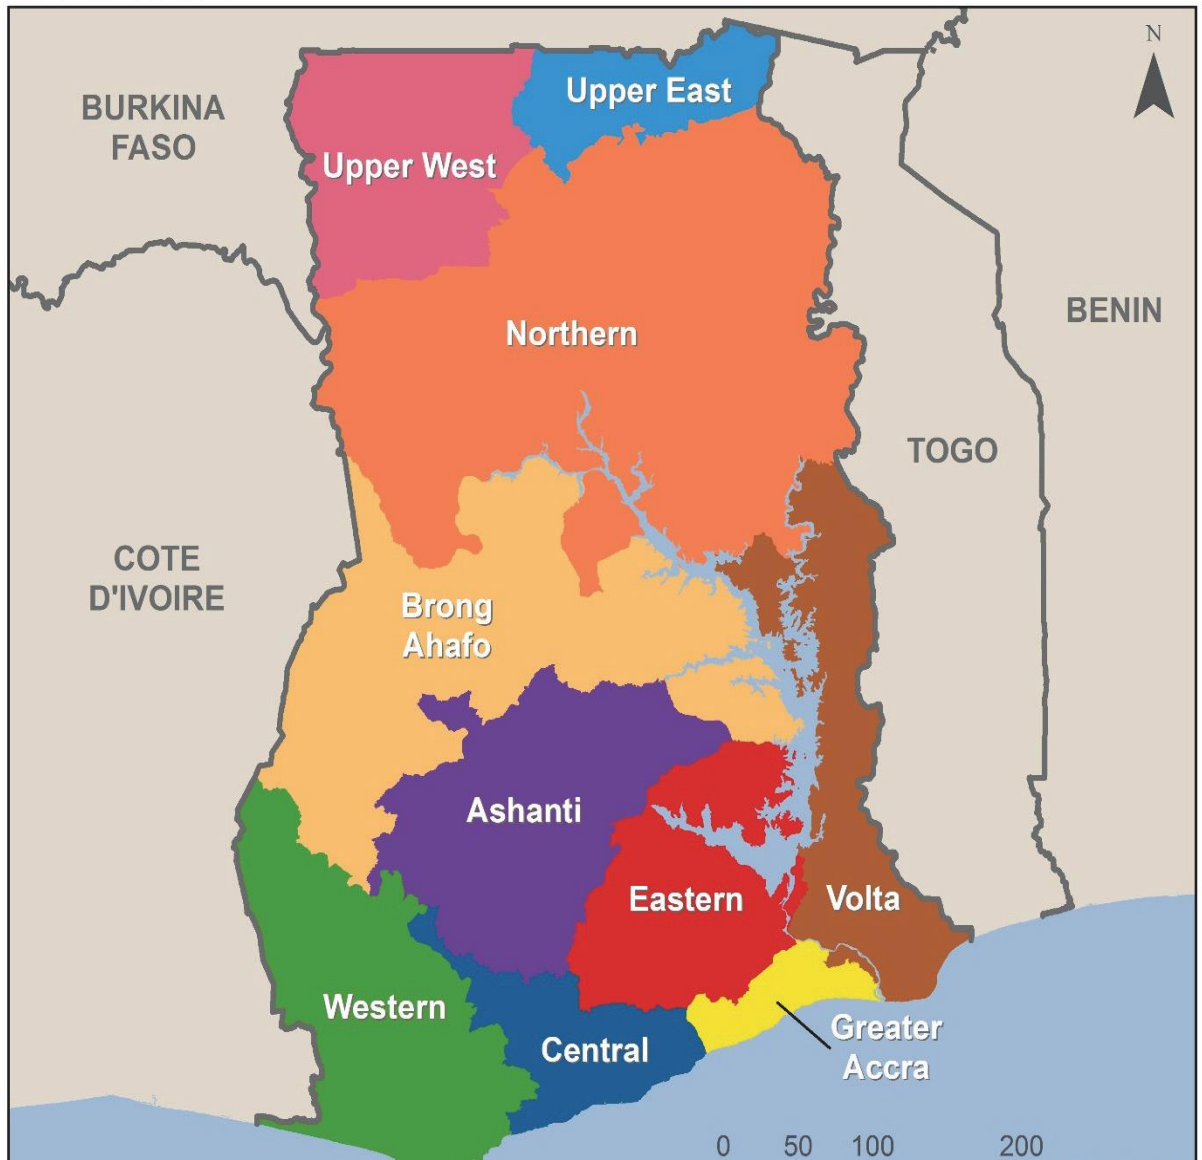 N
Upper East
BURKINA
FASO
Upper West
BENIN
Northern
TOGO
COTE
D'IVOIRE
Brong
Ahafo
Ashanti
Eastern
Volta
Western
Greater
Accra
Central
0 50 100 200